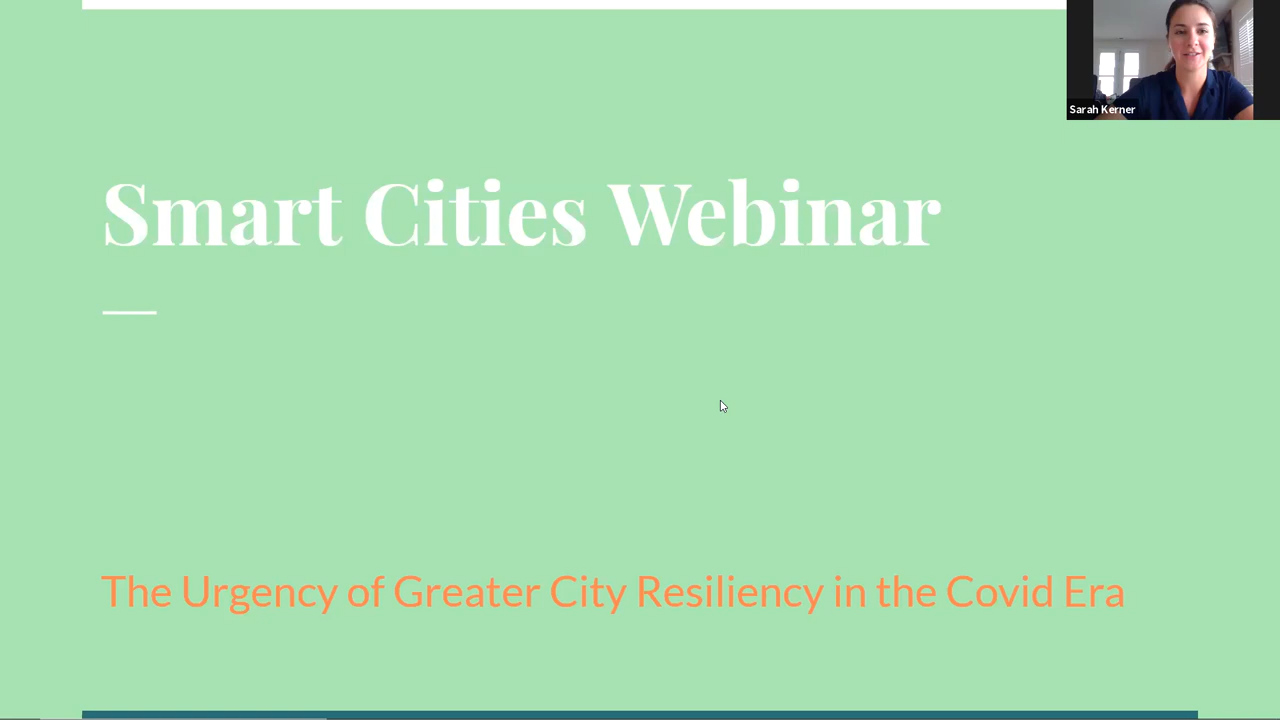 Sarah Kerner
Smart Cities Webinar
The Urgency of Greater City Resiliency in the Covid Era